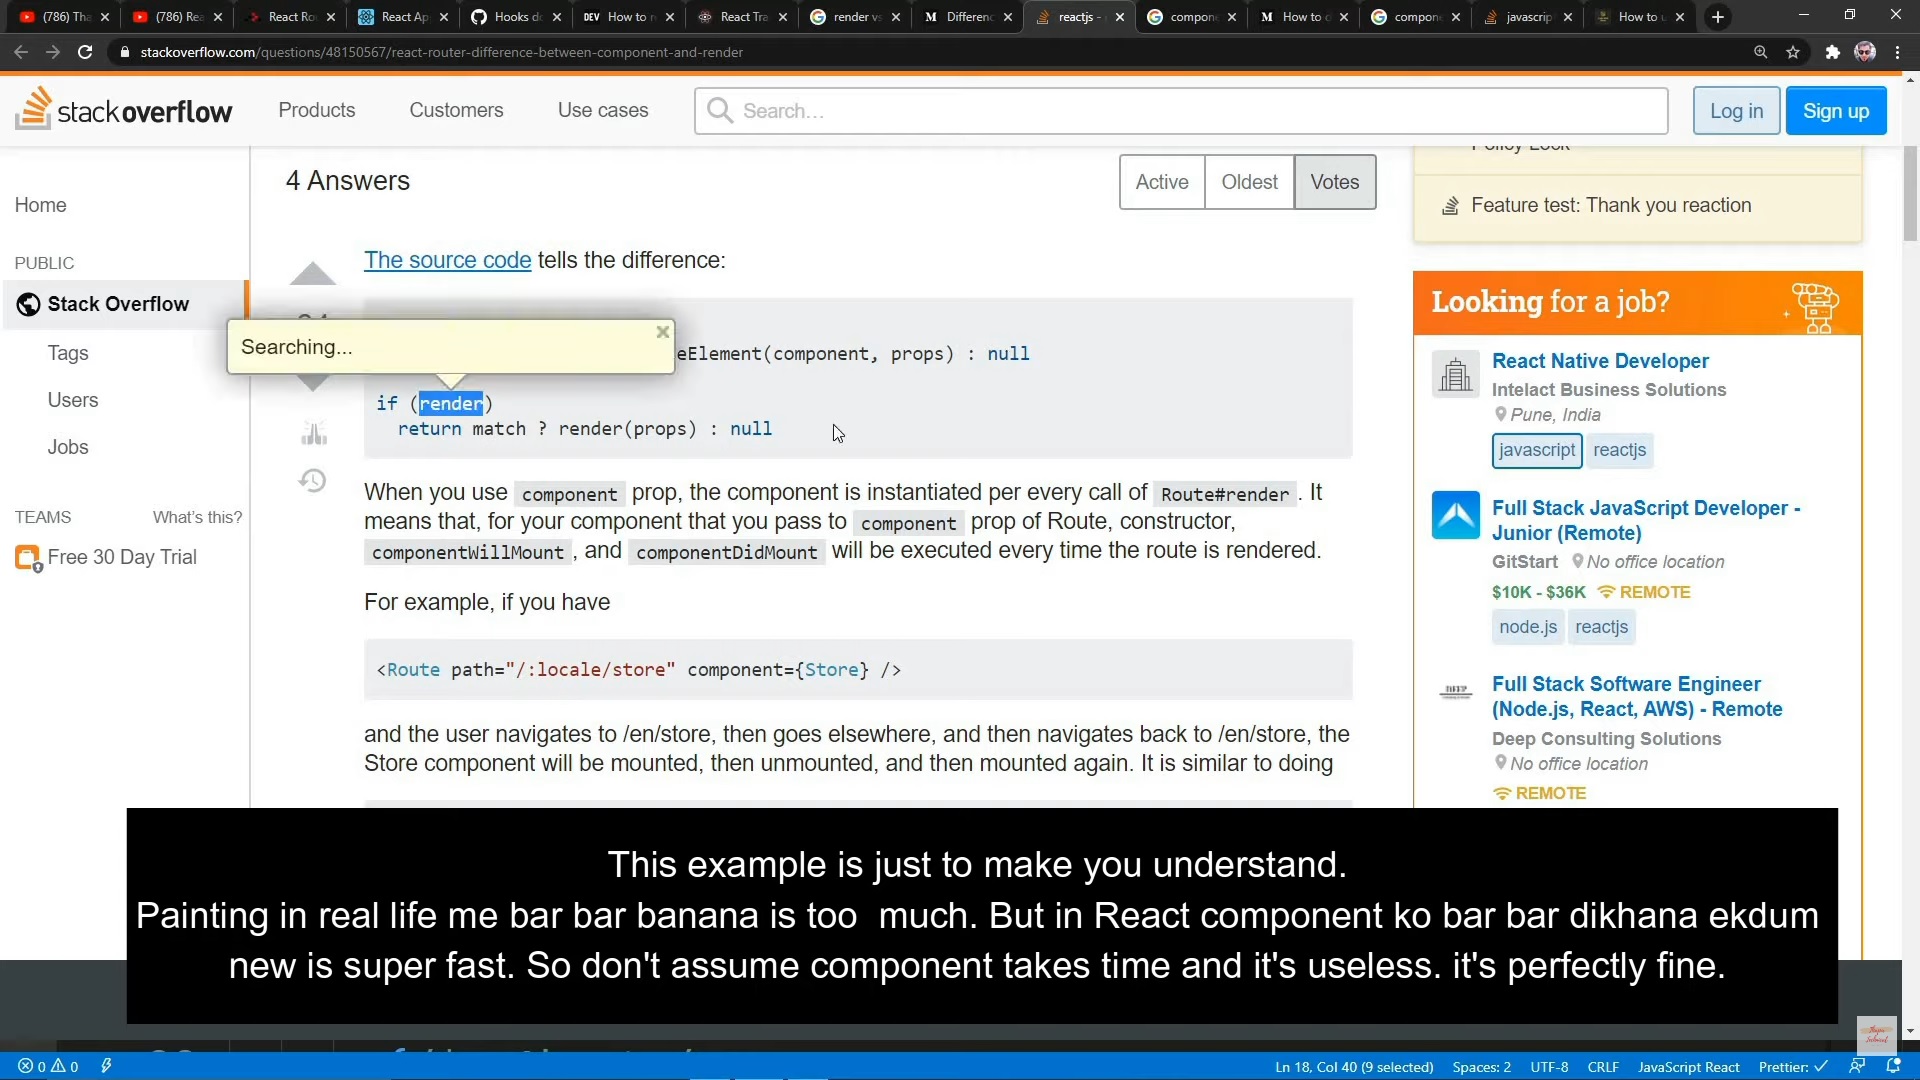 (786) Tha
(786) Rea
React Ro
React Ap
Hooks d
DEV How to
React Tra
render vs
Differenc
reactjs -
compon
How to
compon
javascrip
How to
stackoverflow.com/questions/48150567/react-router-difference-between-component-and-render
stackoverflow
Products
Customers
Use cases
Search...
Log in
Sign up
Home
PUBLIC
Stack Overflow
Tags
Users
Jobs
TEAMS
What's this?
Free 30 Day Trial
4 Answers
Active
Oldest
Votes
The source code tells the difference:
Searching...
eElement(component, props) : null
if (render)
return match ? render(props) : null
When you use component prop, the component is instantiated per every call of Route#render . It
means that, for your component that you pass to component prop of Route, constructor,
componentWillMount , and componentDidMount will be executed every time the route is rendered.
For example, if you have
<Route path="/:locale/store" component={Store} />
and the user navigates to /en/store, then goes elsewhere, and then navigates back to /en/store, the
Store component will be mounted, then unmounted, and then mounted again. It is similar to doing
Policy Lock
Feature test: Thank you reaction
Looking for a job?
React Native Developer
Intelact Business Solutions
Pune, India
javascript
reactjs
Full Stack JavaScript Developer -
Junior (Remote)
GitStart
No office location
$10K - $36K
REMOTE
node.js
reactjs
Full Stack Software Engineer
(Node.js, React, AWS) - Remote
Deep Consulting Solutions
No office location
REMOTE
This example is just to make you understand.
Painting in real life me bar bar banana is too much. But in React component ko bar bar dikhana ekdum
new is super fast. So don't assume component takes time and it's useless. it's perfectly fine.
0 0
Ln 18, Col 40 (9 selected)
Spaces: 2
UTF-8
CRLF
JavaScript React
Prettier: ✓